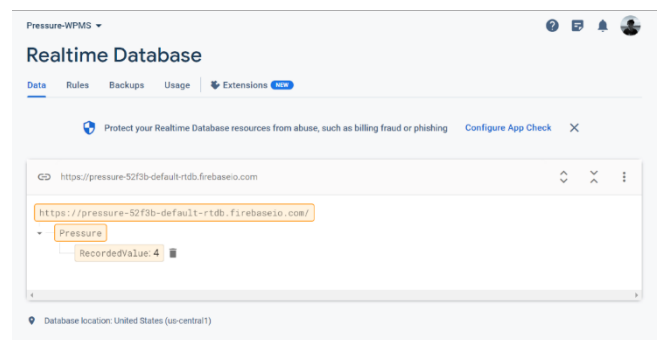 Pressure-WPMS
Realtime Database
Data Rules Backups Usage Extensions NEW
Protect your Realtime Database resources from abuse, such as billing fraud or phishing Configure App Check
https://pressure-52f3b-default-rtdb.firebaseio.com
https://pressure-52f3b-default-rtdb.firebaseio.com/
Pressure
RecordedValue: 4
Database location: United States (us-central1)